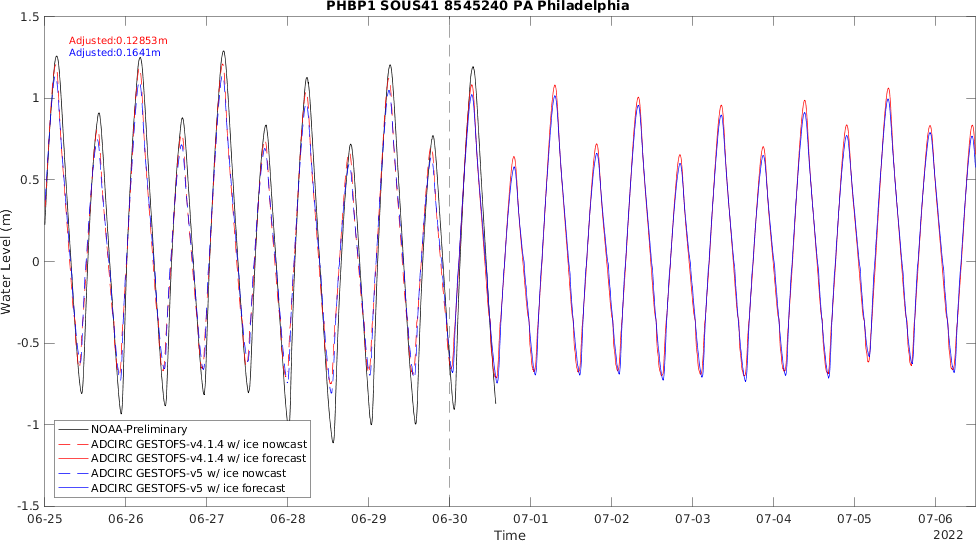 PHBP1 SOUS41 8545240 PA Philadelphia
1.5
Adjusted:0.12853m
Adjusted:0.1641m
1
0.5
0
-0.5
-1
-1.5
Water Level (m)
NOAA-Preliminary
ADCIRC GESTOFS-v4.1.4 w/ ice nowcast
ADCIRC GESTOFS-v4.1.4 w/ ice forecast
ADCIRC GESTOFS-v5 w/ ice nowcast
ADCIRC GESTOFS-v5 w/ ice forecast
06-25 06-26 06-27 06-28 06-29 06-30 07-01 07-02 07-03 07-04 07-05 07-06
Time
2022